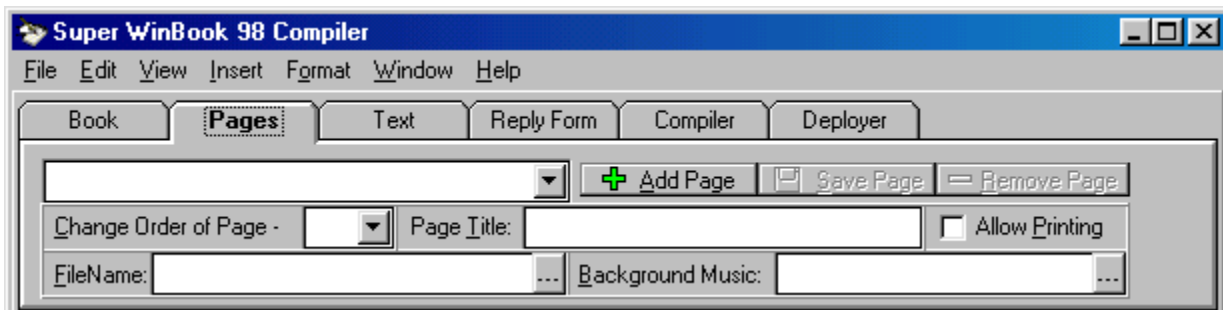 Super WinBook 98 Compiler
File Edit View Insert Format Window Help
Book Pages Text Reply Form Compiler Deployer
Add Page Save Page Remove Page
Change Order of Page - Page Title: Allow Printing
FileName: ... Background Music: ...